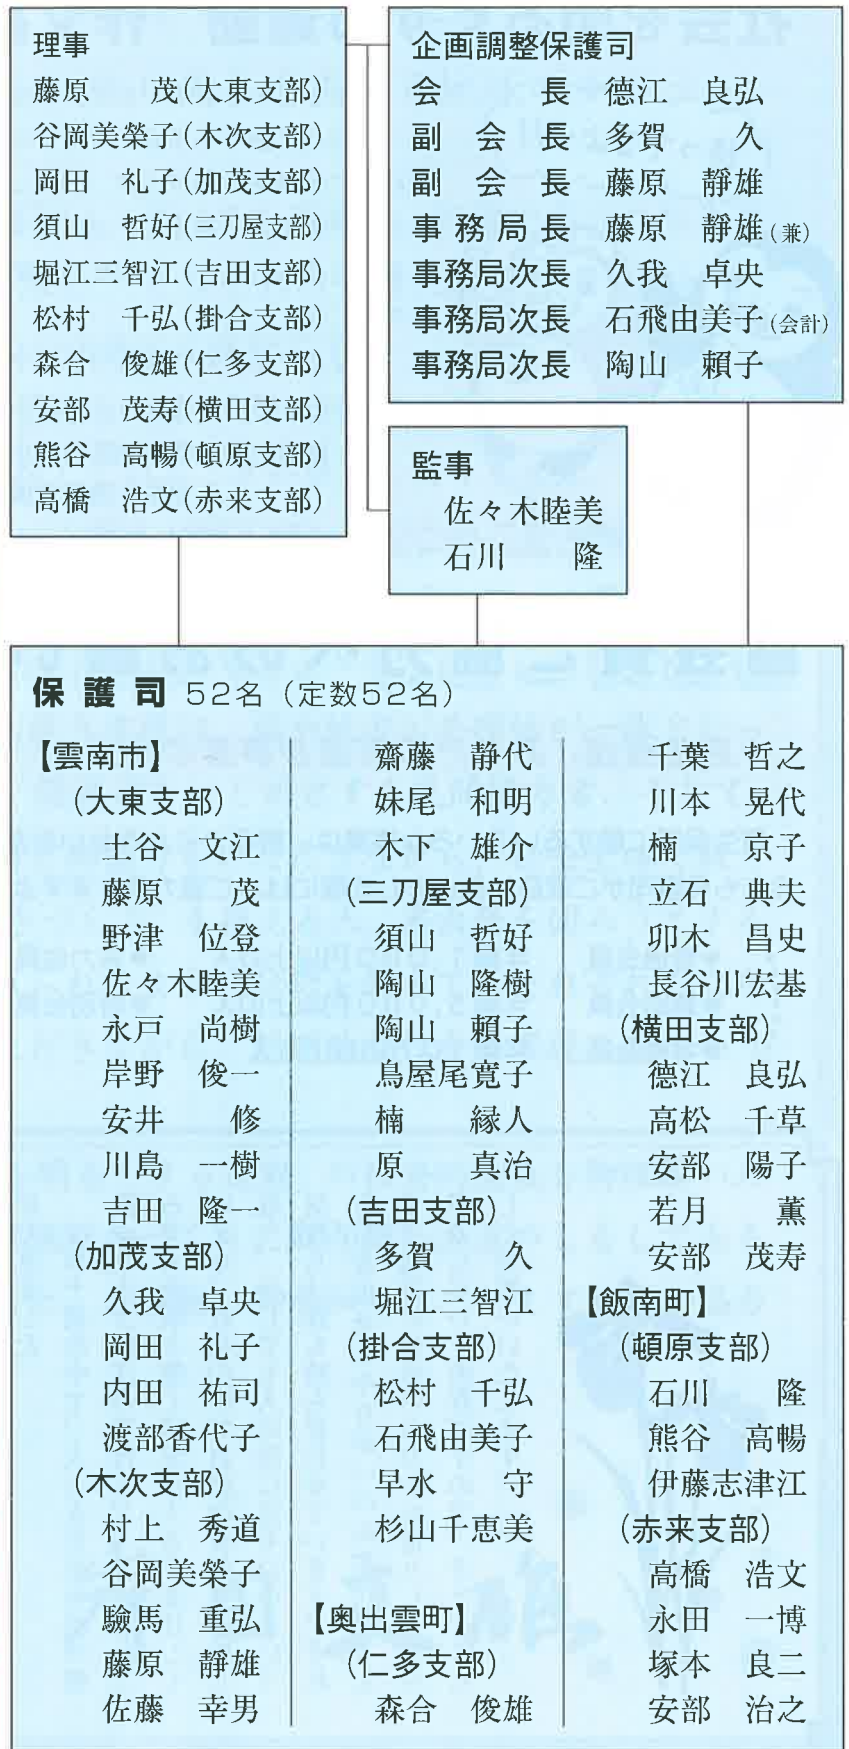 理事
藤原　　茂(大東支部)
谷岡美榮子(木次支部)
岡田　礼子(加茂支部)
須山　哲好(三刀屋支部)
堀江三智江(吉田支部)
松村　千弘(掛合支部)
森合　俊雄(仁多支部)
安部　茂寿(横田支部)
熊谷　高暢(頓原支部)
高橋　浩文(赤来支部)
企画調整保護司
会　　　長　德江　良弘
副　会　長　多賀　　久
副　会　長　藤原　靜雄
事務局長　藤原　靜雄(兼)
事務局次長　久我　卓央
事務局次長　石飛由美子(会計)
事務局次長　陶山　頼子
監事
佐々木睦美
石川　　隆
保護司 52名（定数52名）
【雲南市】
（大東支部）
土谷　文江
藤原　　茂
野津　位登
佐々木睦美
永戸　尚樹
岸野　俊一
安井　　修
川島　一樹
吉田　隆一
（加茂支部）
久我　卓央
岡田　礼子
内田　祐司
渡部香代子
（木次支部）
村上　秀道
谷岡美榮子
驗馬　重弘
藤原　靜雄
佐藤　幸男
齋藤　静代
妹尾　和明
木下　雄介
（三刀屋支部）
須山　哲好
陶山　隆樹
陶山　頼子
鳥屋尾寛子
楠　　縁人
原　　真治
（吉田支部）
多賀　　久
堀江三智江
（掛合支部）
松村　千弘
石飛由美子
早水　　守
杉山千恵美
【奥出雲町】
（仁多支部）
森合　俊雄
千葉　哲之
川本　晃代
楠　　京子
立石　典夫
卯木　昌史
長谷川宏基
（横田支部）
德江　良弘
高松　千草
安部　陽子
若月　　薫
安部　茂寿
【飯南町】
（頓原支部）
石川　　隆
熊谷　高暢
伊藤志津江
（赤来支部）
高橋　浩文
永田　一博
塚本　良二
安部　治之